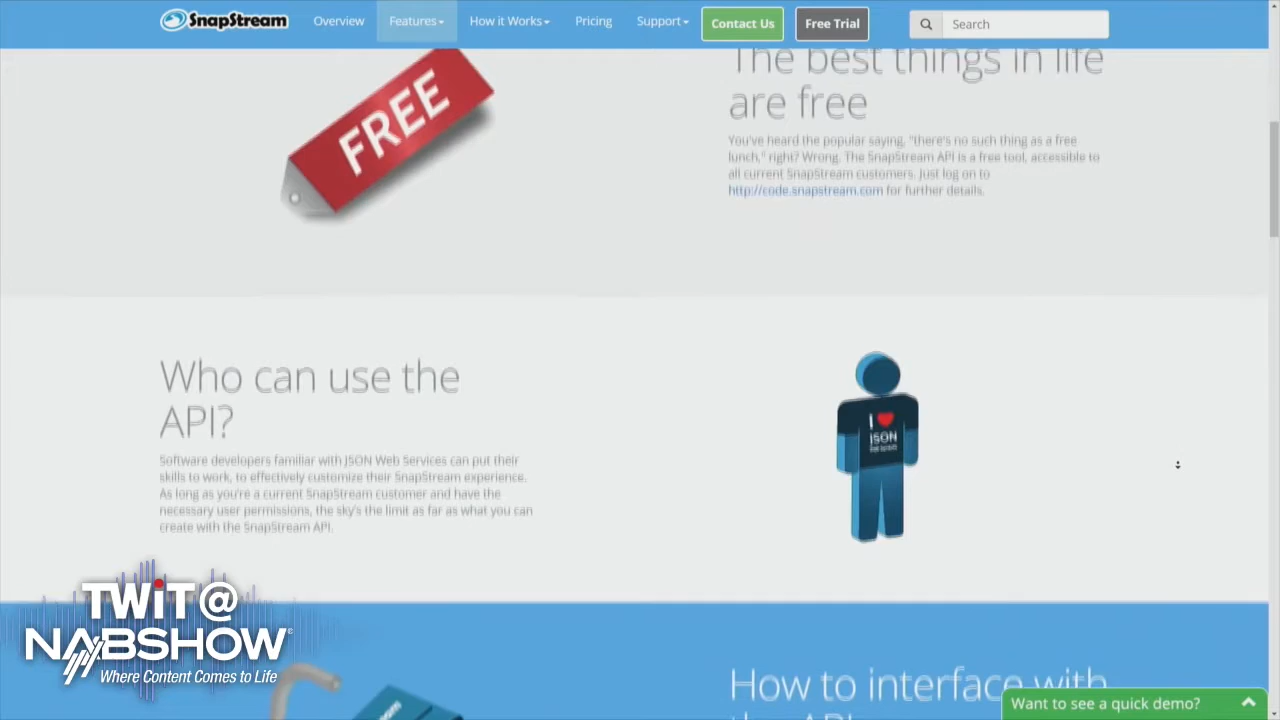 SnapStream
Overview
Features
How it Works
Pricing
Support
Contact Us
Free Trial
Search
FREE
The best things in life
are free
You've heard the popular saying, "there's no such thing as a free
lunch," right? Wrong. The SnapStream API is a free tool, accessible to
all current SnapStream customers. Just log on to
http://code.snapstream.com for further details.
Who can use the
API?
Software developers familiar with JSON Web Services can put their
skills to work, to effectively customize their SnapStream experience.
As long as you're a current SnapStream customer and have the
necessary user permissions, the sky's the limit as far as what you can
create with the SnapStream API.
I
JSON
TWiT@
NABSHOW®
Where Content Comes to Life
How to interface with
the API
Want to see a quick demo?